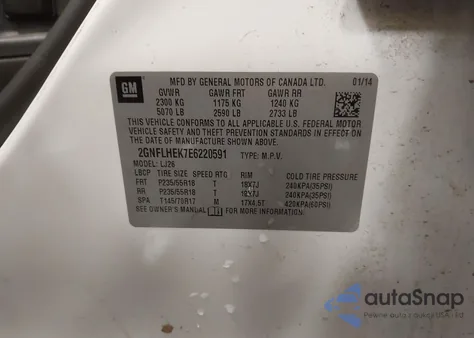 GM
MFD BY GENERAL MOTORS OF CANADA LTD. 01/14
GVWR GAWR FRT GAWR RR
2300 KG 1175 KG 1240 KG
5070 LB 2590 LB 2733 LB
THIS VEHICLE CONFORMS TO ALL APPLICABLE U.S.
FEDERAL MOTOR VEHICLE SAFETY, BUMPER, AND
THEFT PREVENTION STANDARDS IN EFFECT ON
THE DATE OF MANUFACTURE SHOWN ABOVE.
2GNFLHEK7E6220591 TYPE: M.P.V.
MODEL: LJ26
LBCP TIRE SIZE SPEED RTG RIM COLD TIRE PRESSURE
FRT P235/55R18 T 18X7J 240KPA(35PSI)
RR P235/55R18 T 18X7J 240KPA(35PSI)
SPA T145/70R17 M 17X4.5T 420KPA(60PSI)
SEE OWNER'S MANUAL FOR MORE INFORMATION
autoSnap